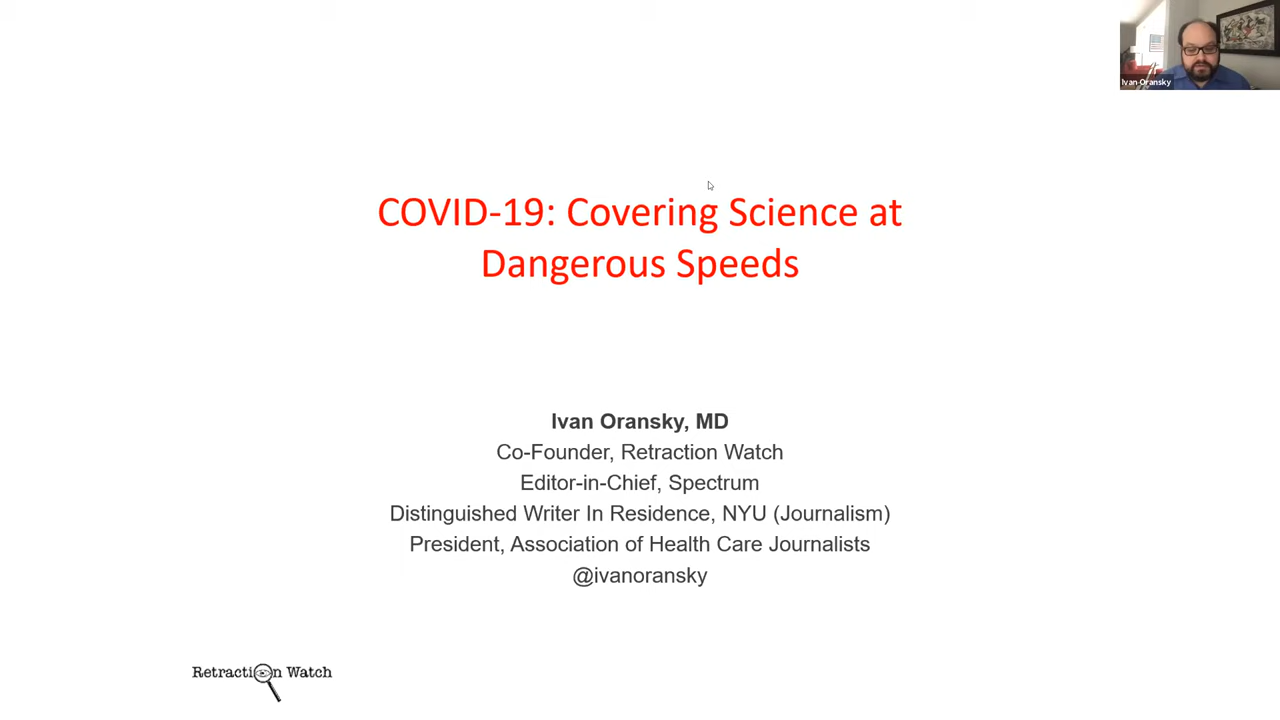 Ivan Oransky
COVID-19: Covering Science at
Dangerous Speeds
Ivan Oransky, MD
Co-Founder, Retraction Watch
Editor-in-Chief, Spectrum
Distinguished Writer In Residence, NYU (Journalism)
President, Association of Health Care Journalists
@ivanoransky
Retraction Watch